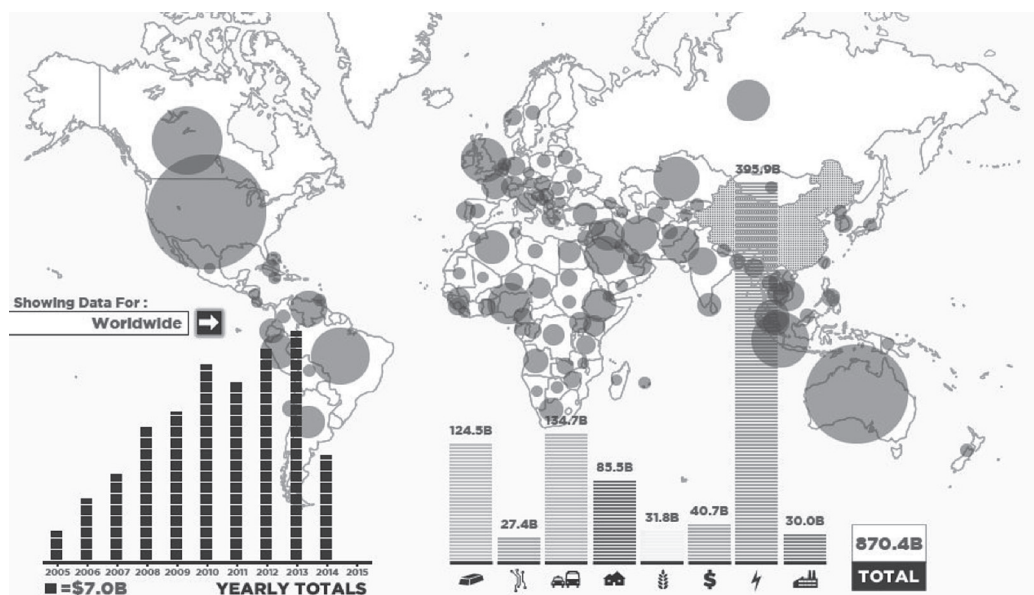 395.9B
Showing Data For :
Worldwide
124.5B
27.4B
134.7B
85.5B
31.8B
40.7B
30.0B
870.4B
TOTAL
2005 2006 2007 2008 2009 2010 2011 2012 2013 2014 2015
=$7.0B YEARLY TOTALS
$